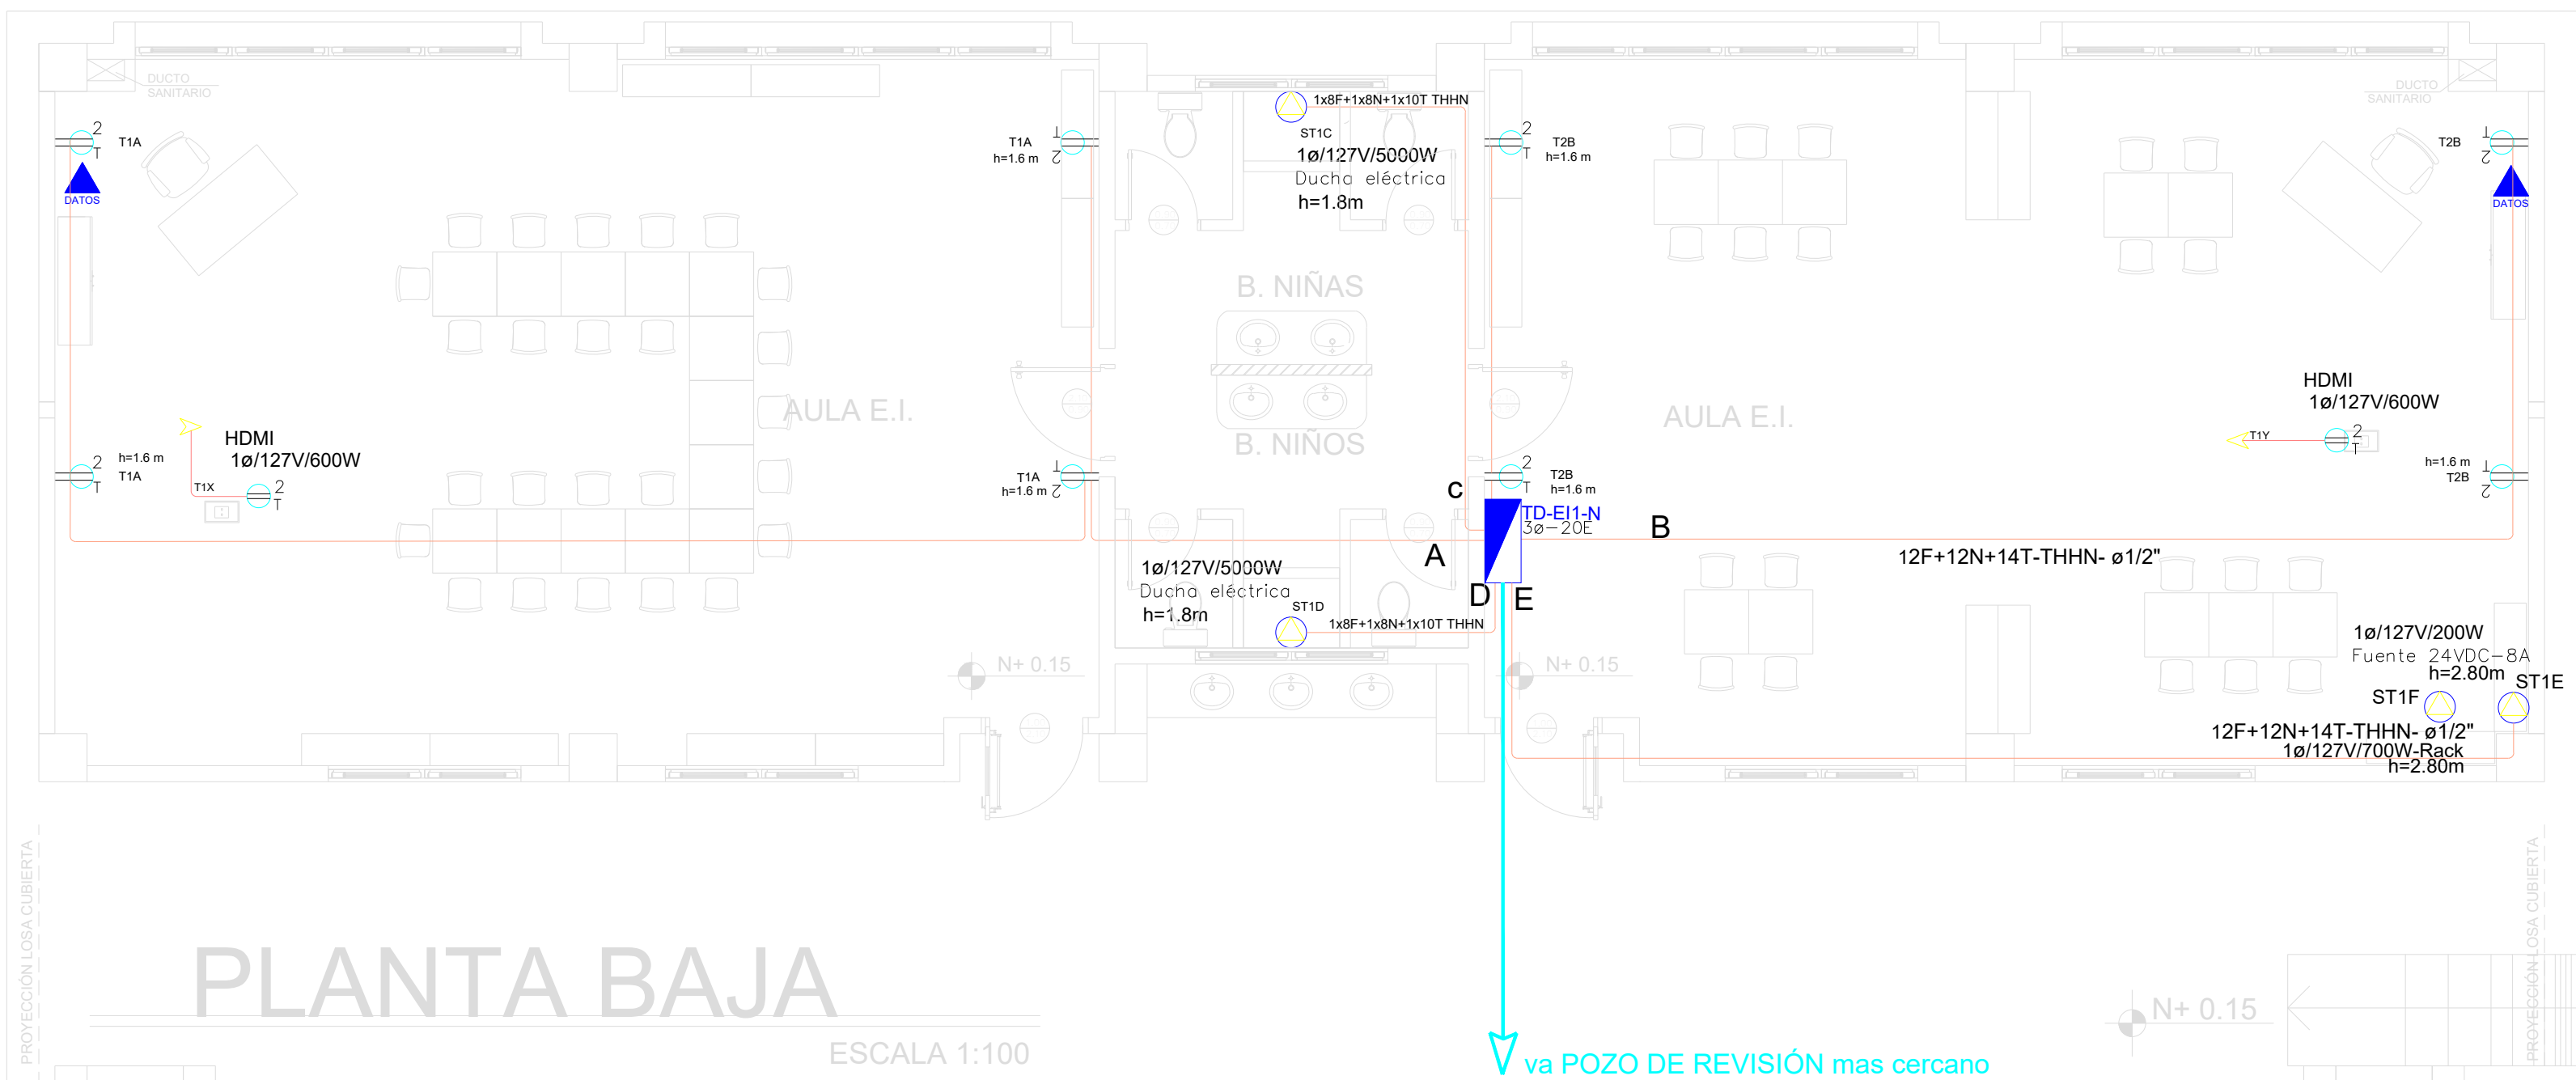 DUCTO
SANITARIO
2
T
T1A
DATOS
T1A
h=1.6 m
T
2
1x8F+1x8N+1x10T THHN
ST1C
1ø/127V/5000W
Ducha eléctrica
h=1.8m
2
T
T2B
h=1.6 m
DUCTO
SANITARIO
T2B
T
2
DATOS
B. NIÑAS
B. NIÑOS
AULA E.I.
AULA E.I.
HDMI
1ø/127V/600W
T1X
2
T
h=1.6 m
T1A
2
T
T1A
h=1.6 m
T
2
2
T
T2B
h=1.6 m
HDMI
1ø/127V/600W
T1Y
2
T
h=1.6 m
T2B
T
2
c
TD-EI1-N
3ø-20E
A
B
D
E
12F+12N+14T-THHN- ø1/2"
1ø/127V/5000W
Ducha eléctrica
h=1.8m
ST1D
1x8F+1x8N+1x10T THHN
N+ 0.15
N+ 0.15
1ø/127V/200W
Fuente 24VDC-8A
h=2.80m
ST1F
ST1E
12F+12N+14T-THHN- ø1/2"
1ø/127V/700W-Rack
h=2.80m
PROYECCIÓN LOSA CUBIERTA
PROYECCIÓN LOSA CUBIERTA
PLANTA BAJA
ESCALA 1:100
N+ 0.15
va POZO DE REVISIÓN mas cercano